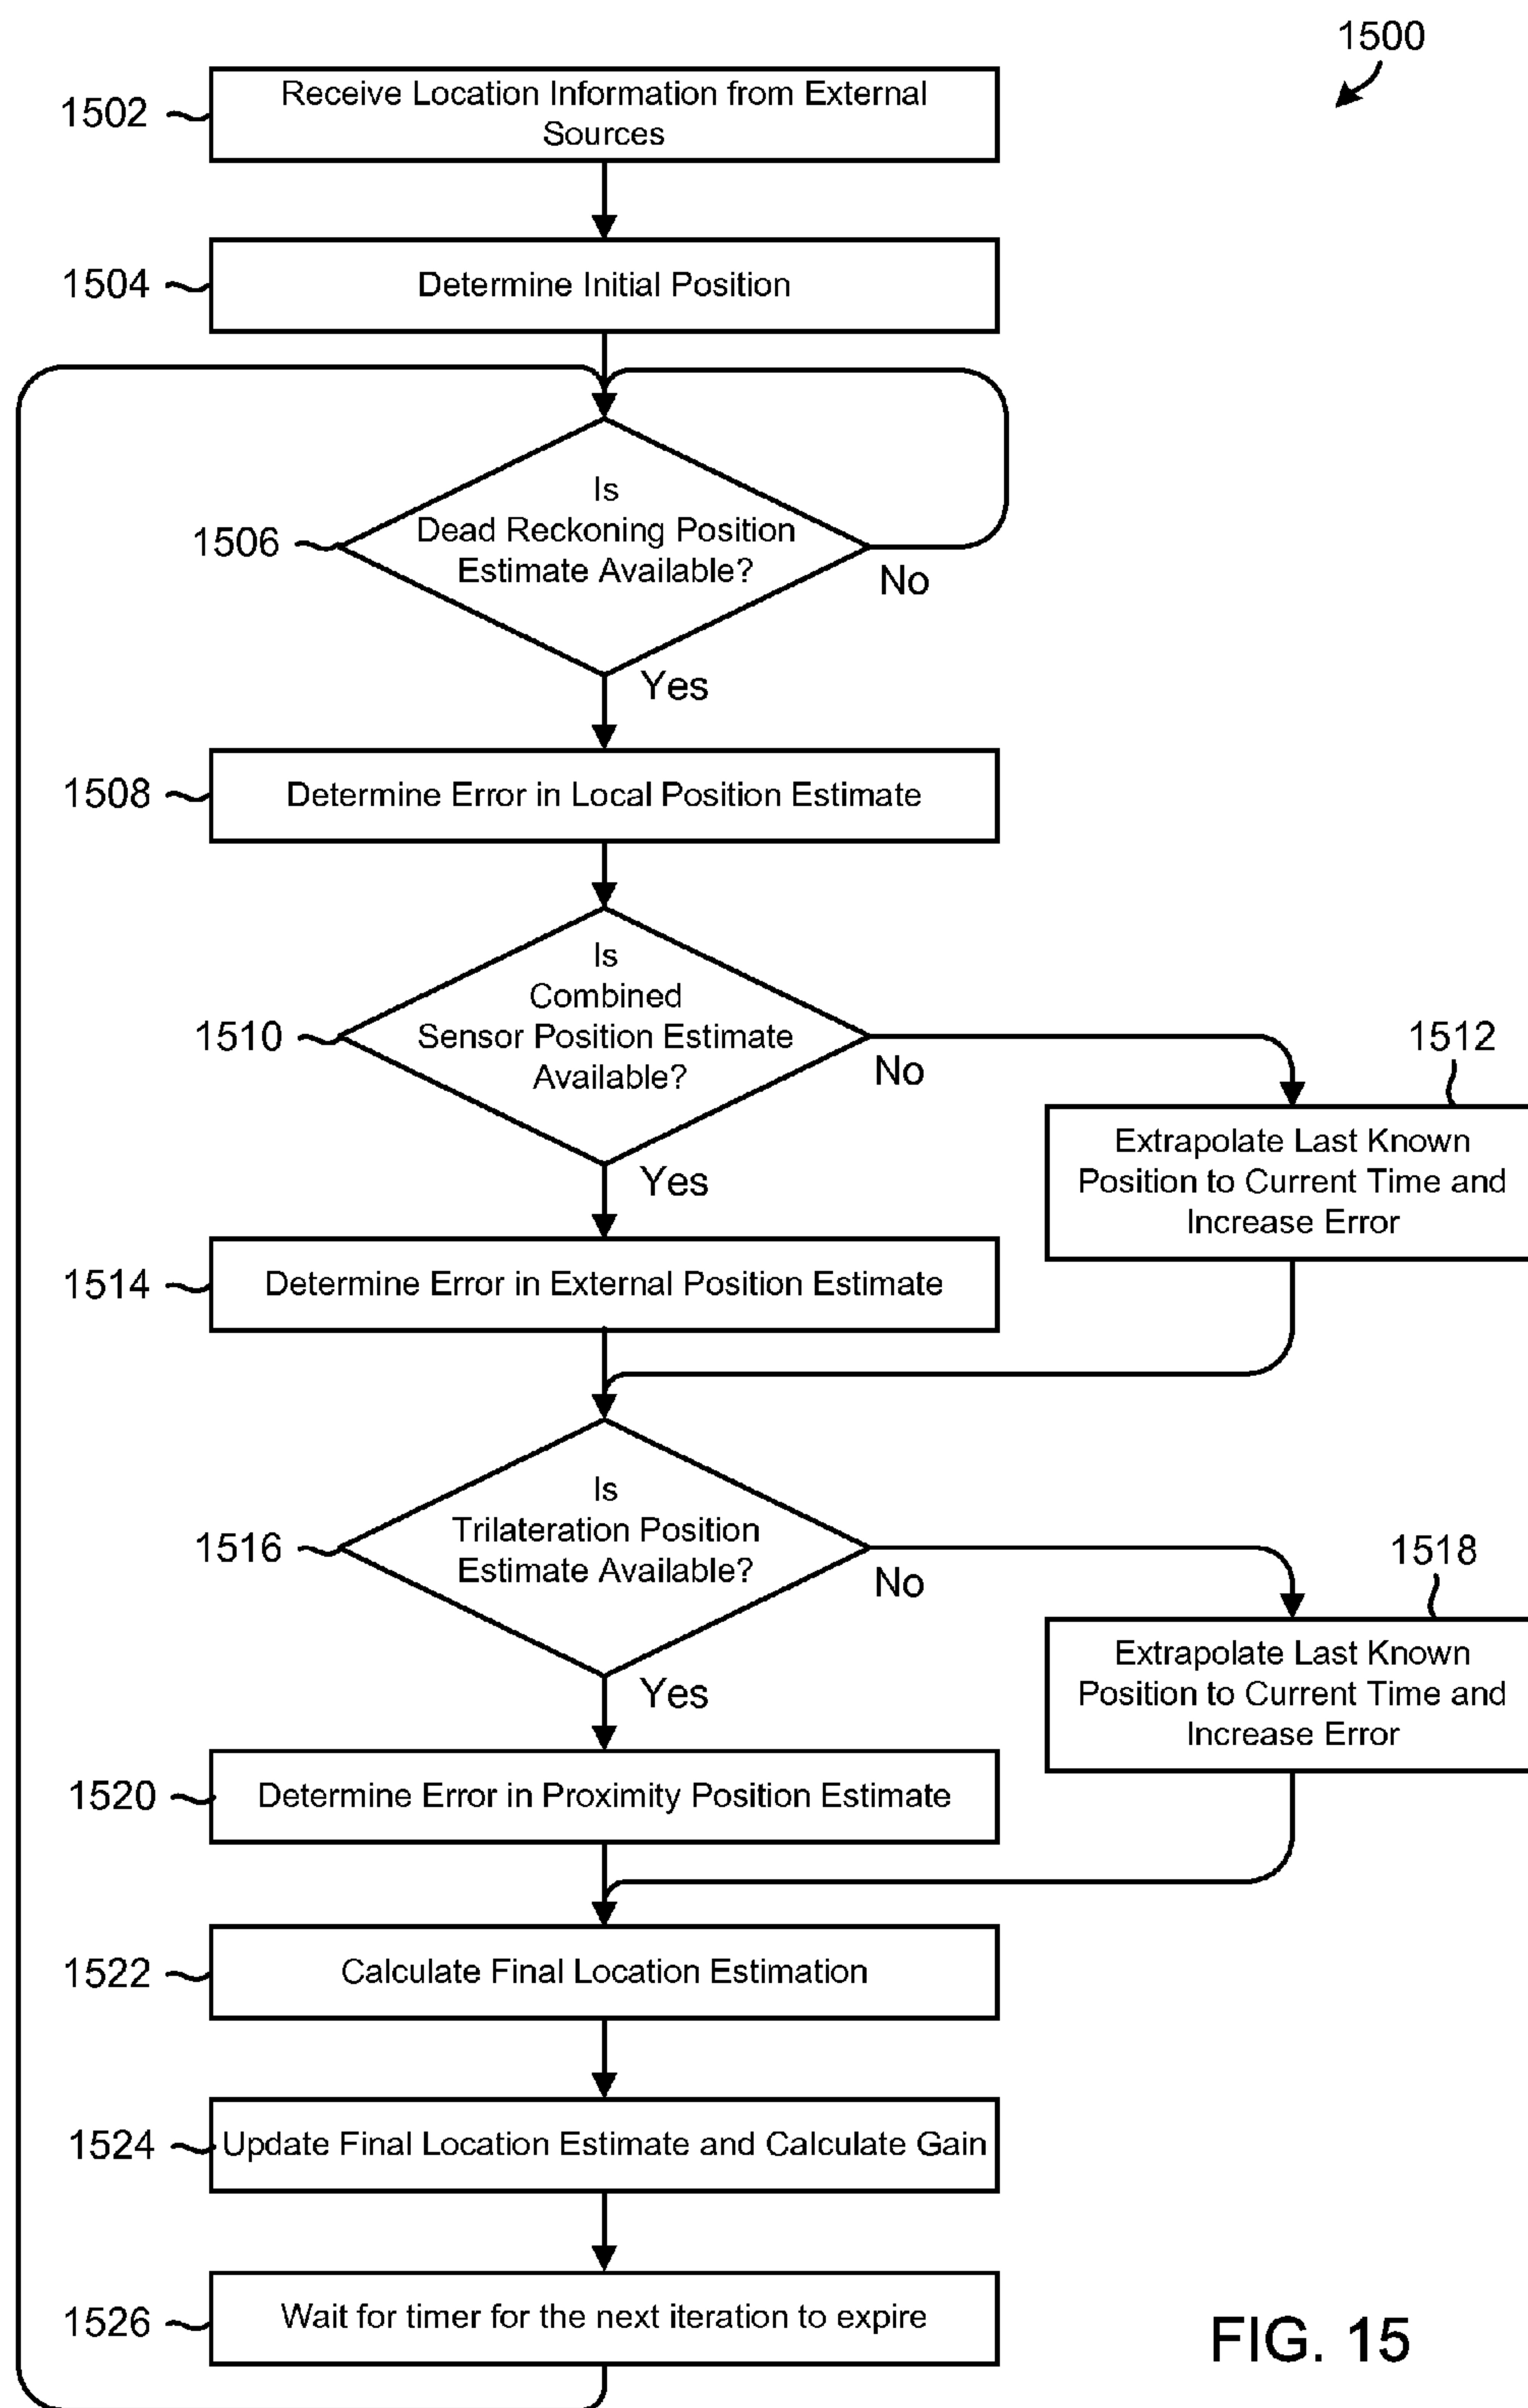 1500
1502
Receive Location Information from External
Sources
1504
Determine Initial Position
1506
Is
Dead Reckoning Position
Estimate Available?
No
Yes
1508
Determine Error in Local Position Estimate
1510
Is
Combined
Sensor Position Estimate
Available?
No
Yes
1512
Extrapolate Last Known
Position to Current Time and
Increase Error
1514
Determine Error in External Position Estimate
1516
Is
Trilateration Position
Estimate Available?
No
Yes
1518
Extrapolate Last Known
Position to Current Time and
Increase Error
1520
Determine Error in Proximity Position Estimate
1522
Calculate Final Location Estimation
1524
Update Final Location Estimate and Calculate Gain
1526
Wait for timer for the next iteration to expire
FIG. 15